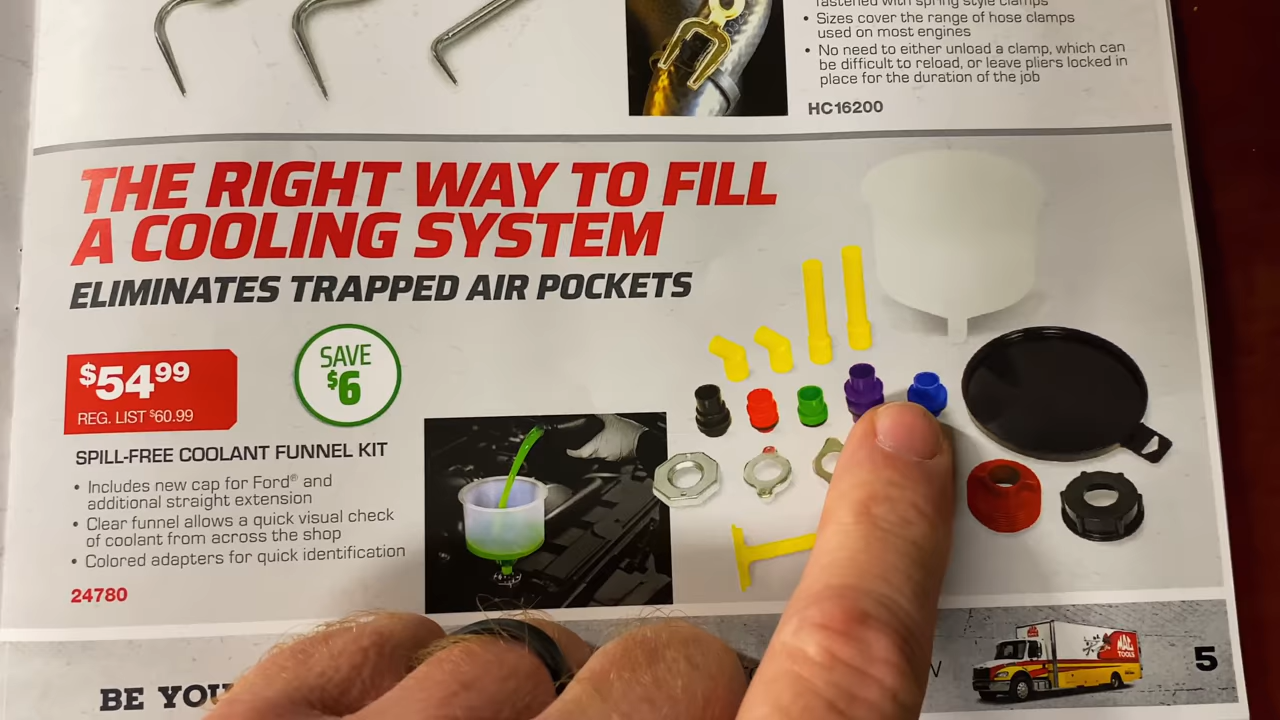 fastened with spring style clamps
• Sizes cover the range of hose clamps
used on most engines
• No need to either unload a clamp, which can
be difficult to reload, or leave pliers locked in
place for the duration of the job
HC16200
THE RIGHT WAY TO FILL
A COOLING SYSTEM
ELIMINATES TRAPPED AIR POCKETS
$54.99
REG. LIST $60.99
SAVE
$6
SPILL-FREE COOLANT FUNNEL KIT
• Includes new cap for Ford® and
additional straight extension
• Clear funnel allows a quick visual check
of coolant from across the shop
• Colored adapters for quick identification
24780
BE YOU
MAC
TOOLS
5